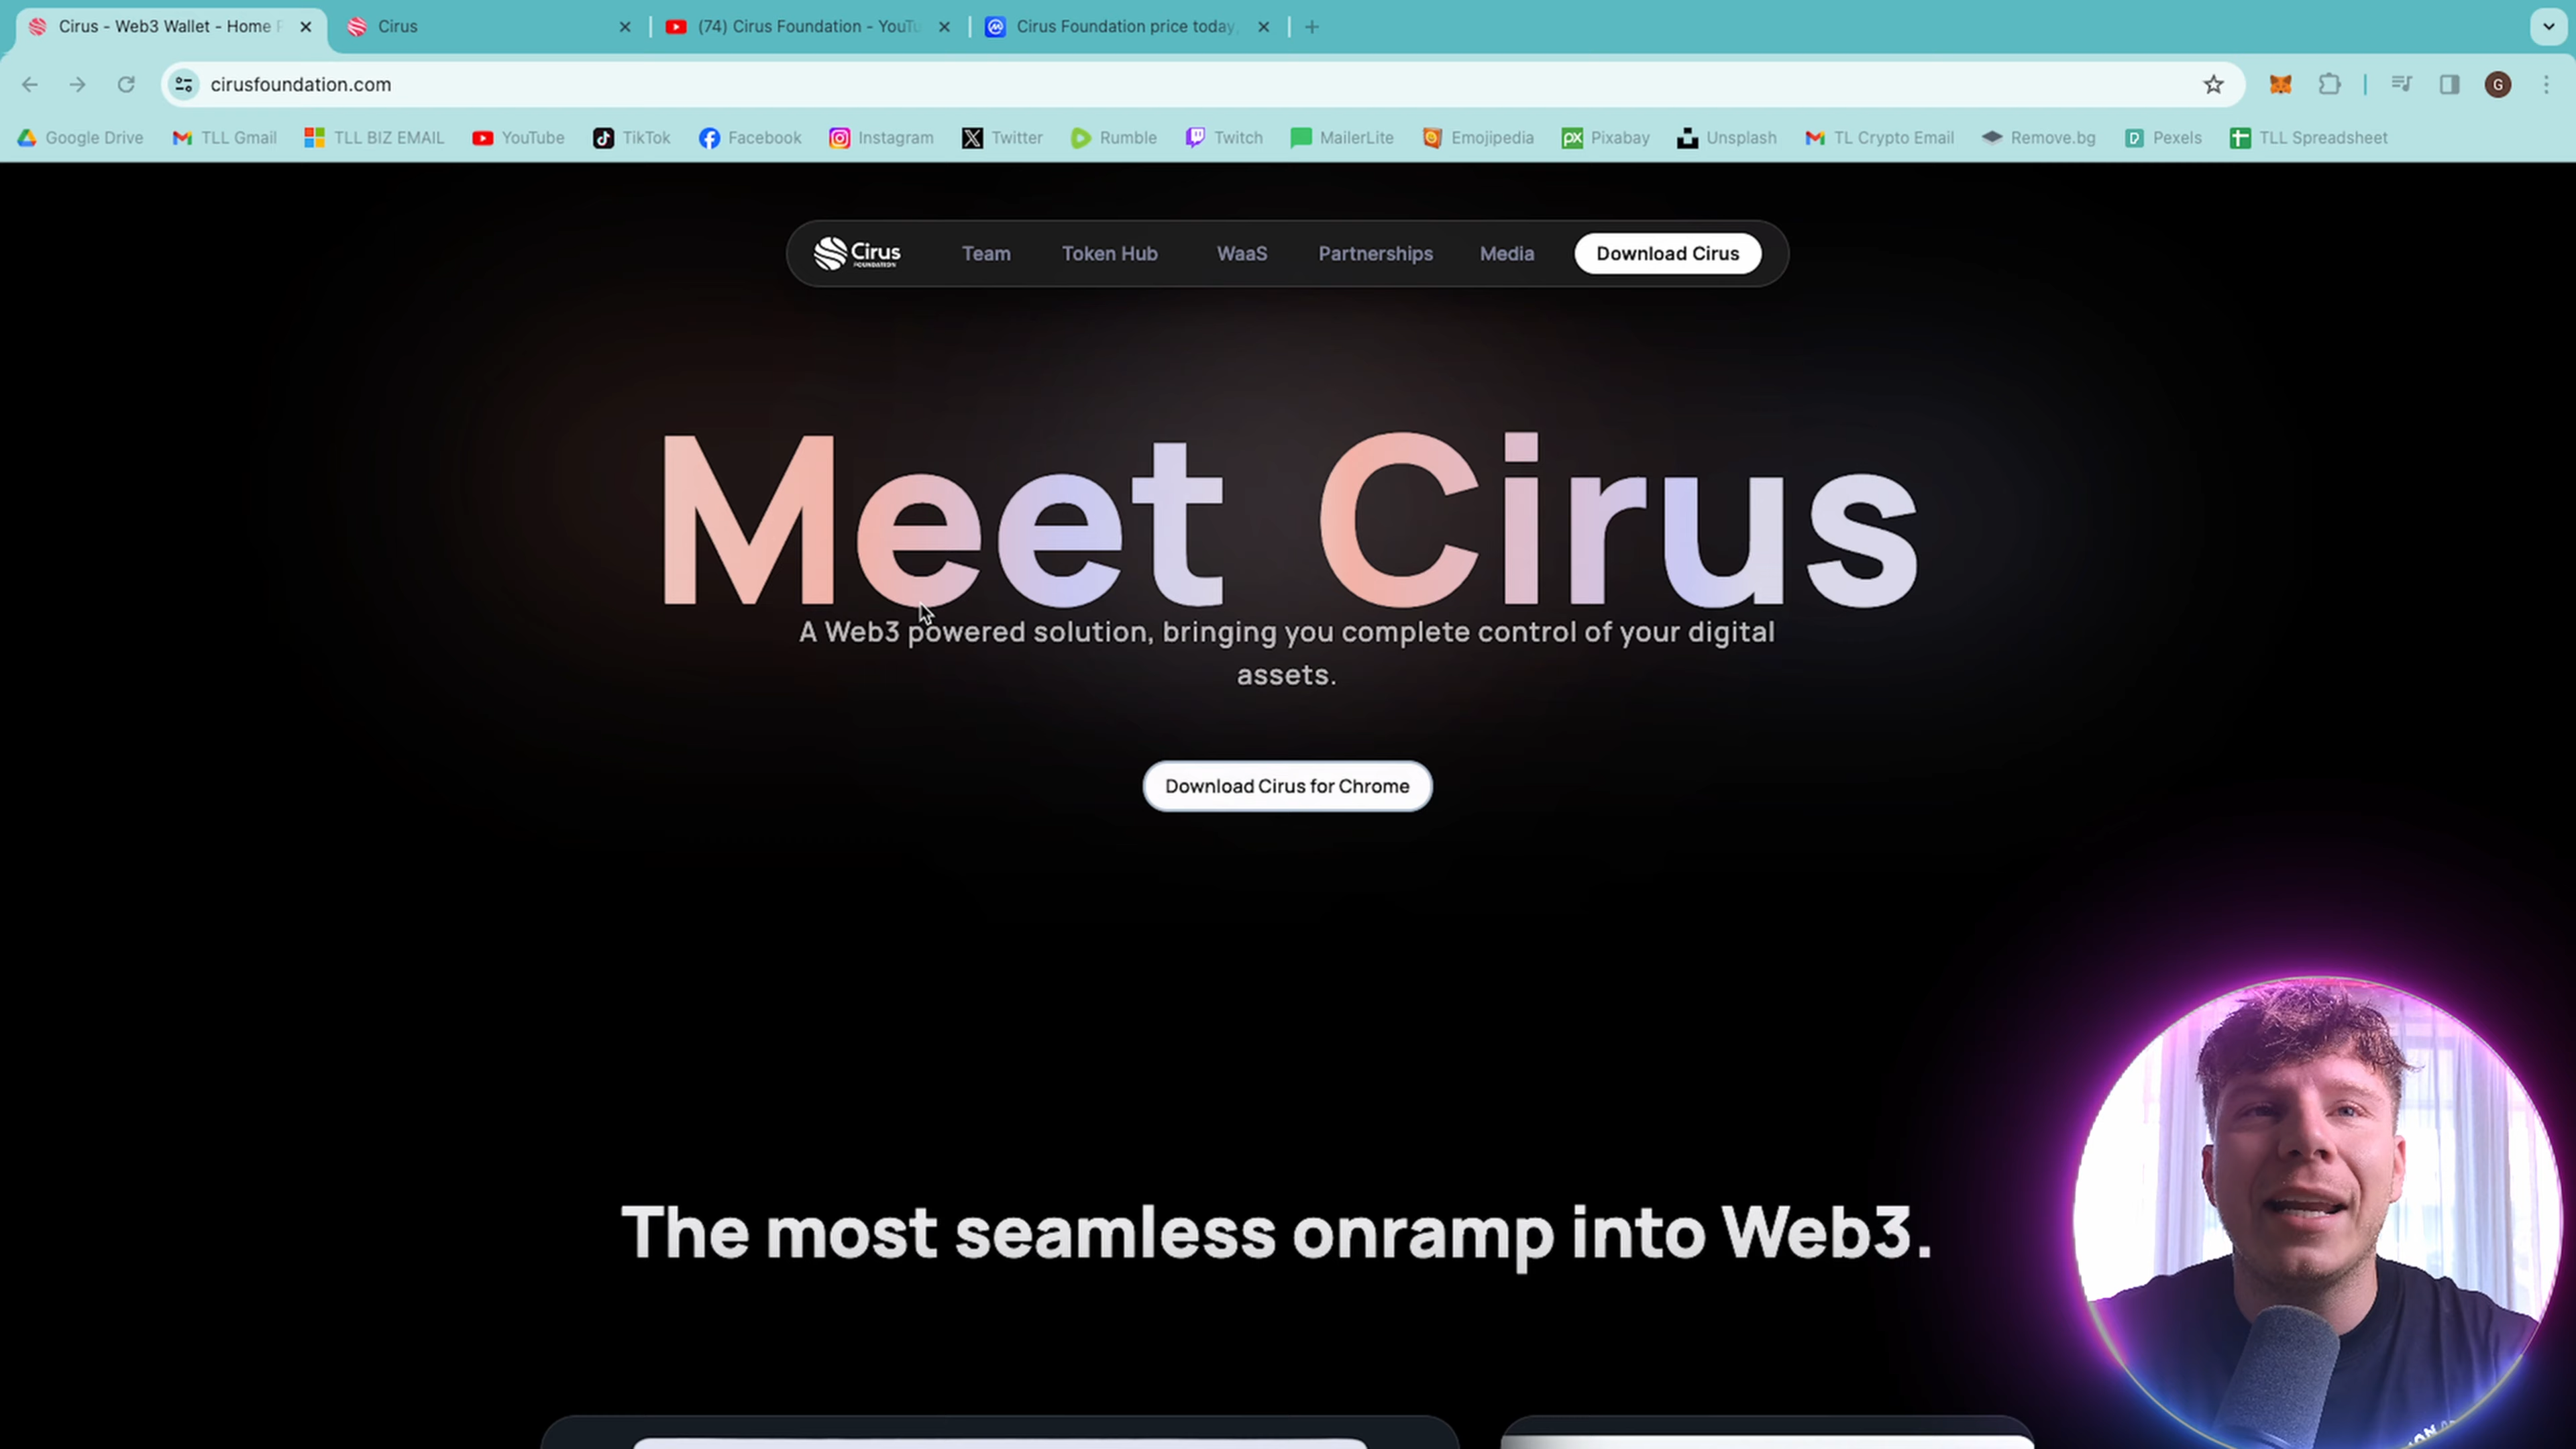 Cirus - Web3 Wallet - Home
Cirus
(74) Cirus Foundation - YouTu
Cirus Foundation price today,
cirusfoundation.com
G
Google Drive
TLL Gmail
TLL BIZ EMAIL
YouTube
TikTok
Facebook
Instagram
Twitter
Rumble
Twitch
MailerLite
Emojipedia
Pixabay
Unsplash
TL Crypto Email
Remove.bg
Pexels
TLL Spreadsheet
Cirus
FOUNDATION
Team
Token Hub
WaaS
Partnerships
Media
Download Cirus
Meet Cirus
A Web3 powered solution, bringing you complete control of your digital
assets.
Download Cirus for Chrome
The most seamless onramp into Web3.